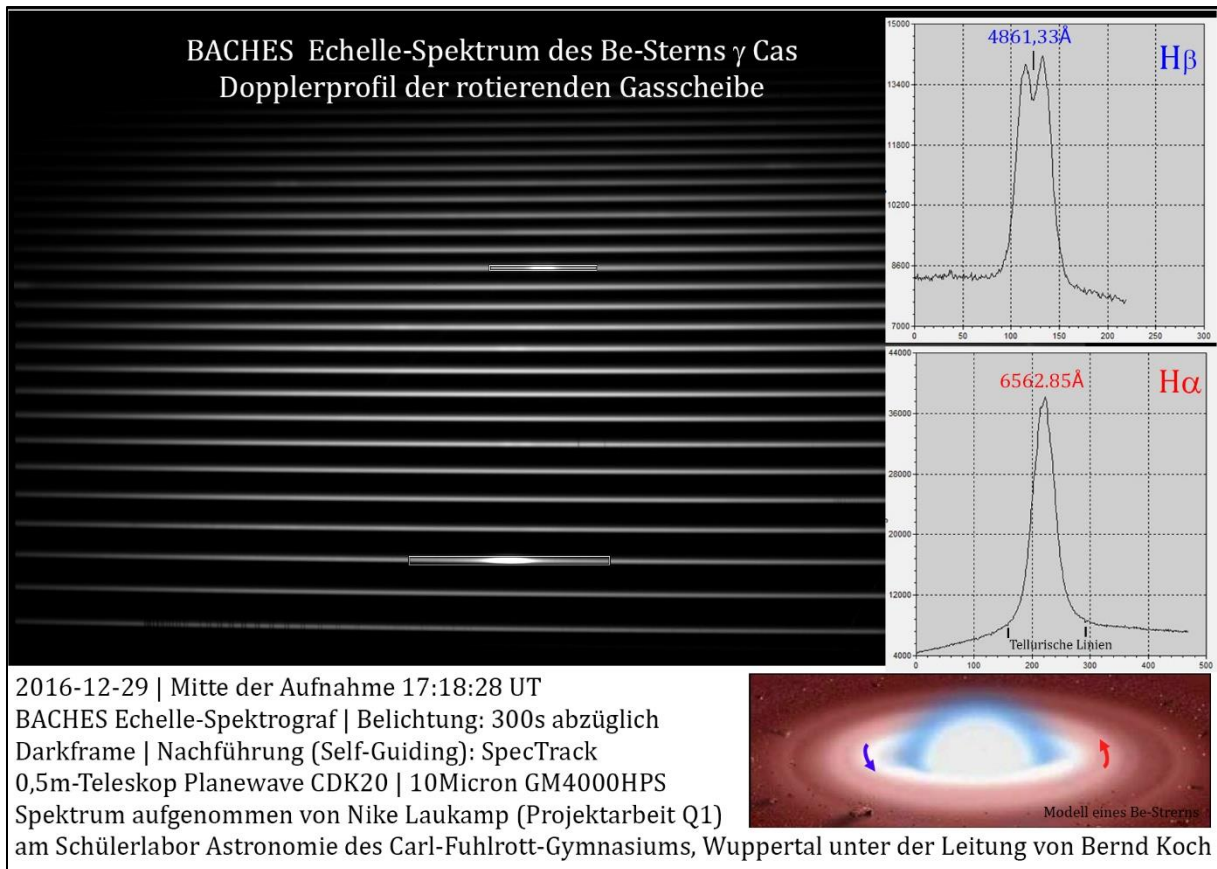 BACHES Echelle-Spektrum des Be-Sterns γ Cas
Dopplerprofil der rotierenden Gasscheibe
15000
4861,33Å
Hβ
13400
11800
10200
8600
7000
0 50 100 150 200 250 300
44000
6562.85Å
Hα
36000
28000
20000
12000
Tellurische Linien
4000
0 100 200 300 400 500
2016-12-29 | Mitte der Aufnahme 17:18:28 UT
BACHES Echelle-Spektrograf | Belichtung: 300s abzüglich
Darkframe | Nachführung (Self-Guiding): SpecTrack
0,5m-Teleskop Planewave CDK20 | 10Micron GM4000HPS
Spektrum aufgenommen von Nike Laukamp (Projektarbeit Q1)
am Schülerlabor Astronomie des Carl-Fuhlrott-Gymnasiums, Wuppertal unter der Leitung von Bernd Koch
Modell eines Be-Strerns